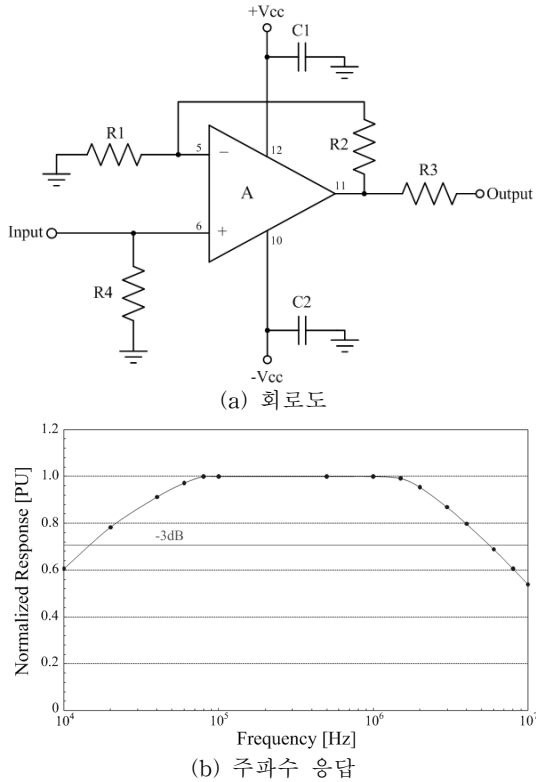 +Vcc
C1
R1
R2
R3
5
−
12
11
A
Output
Input
6
+
10
R4
C2
-Vcc
(a) 회로도
1.2
1.0
0.8
0.6
0.4
0.2
0
-3dB
Normalized Response [PU]
10⁴
10⁵
10⁶
10⁷
Frequency [Hz]
(b) 주파수 응답